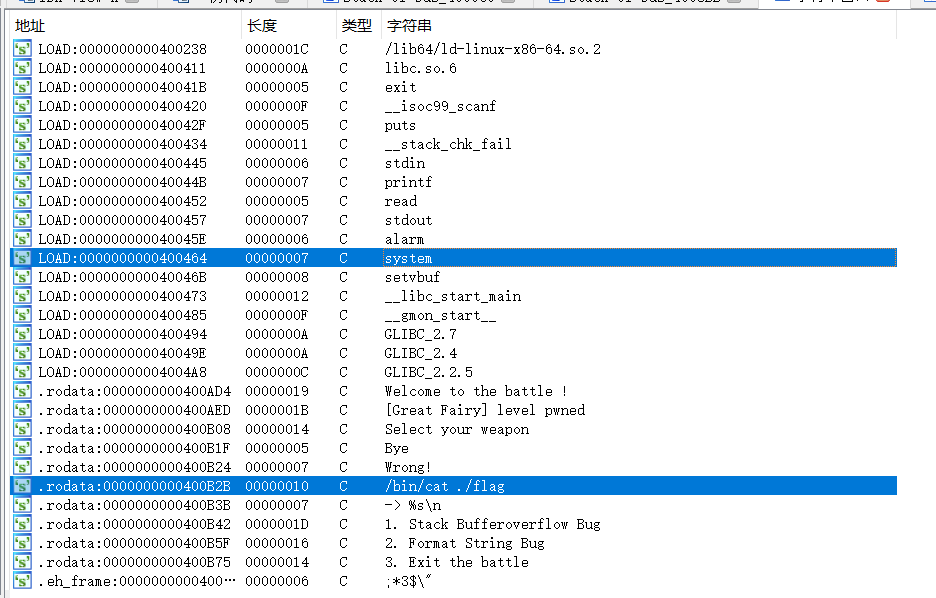 地址 长度 类型 字符串
LOAD:0000000000400238 0000001C C /lib64/ld-linux-x86-64.so.2
LOAD:0000000000400411 0000000A C libc.so.6
LOAD:000000000040041B 00000005 C exit
LOAD:0000000000400420 0000000F C __isoc99_scanf
LOAD:000000000040042F 00000005 C puts
LOAD:0000000000400434 00000011 C __stack_chk_fail
LOAD:0000000000400445 00000006 C stdin
LOAD:000000000040044B 00000007 C printf
LOAD:0000000000400452 00000005 C read
LOAD:0000000000400457 00000007 C stdout
LOAD:000000000040045E 00000006 C alarm
LOAD:0000000000400464 00000007 C system
LOAD:000000000040046B 00000008 C setvbuf
LOAD:0000000000400473 00000012 C __libc_start_main
LOAD:0000000000400485 0000000F C __gmon_start__
LOAD:0000000000400494 0000000A C GLIBC_2.7
LOAD:000000000040049E 0000000A C GLIBC_2.4
LOAD:00000000004004A8 0000000C C GLIBC_2.2.5
.rodata:0000000000400AD4 00000019 C Welcome to the battle !
.rodata:0000000000400AED 0000001B C [Great Fairy] level pwned
.rodata:0000000000400B08 00000014 C Select your weapon
.rodata:0000000000400B1F 00000005 C Bye
.rodata:0000000000400B24 00000007 C Wrong!
.rodata:0000000000400B2B 00000010 C /bin/cat ./flag
.rodata:0000000000400B3B 00000007 C -> %s\n
.rodata:0000000000400B42 0000001D C 1. Stack Bufferoverflow Bug
.rodata:0000000000400B5F 00000016 C 2. Format String Bug
.rodata:0000000000400B75 00000014 C 3. Exit the battle
.eh_frame:0000000000400… 00000006 C ;*3$\"